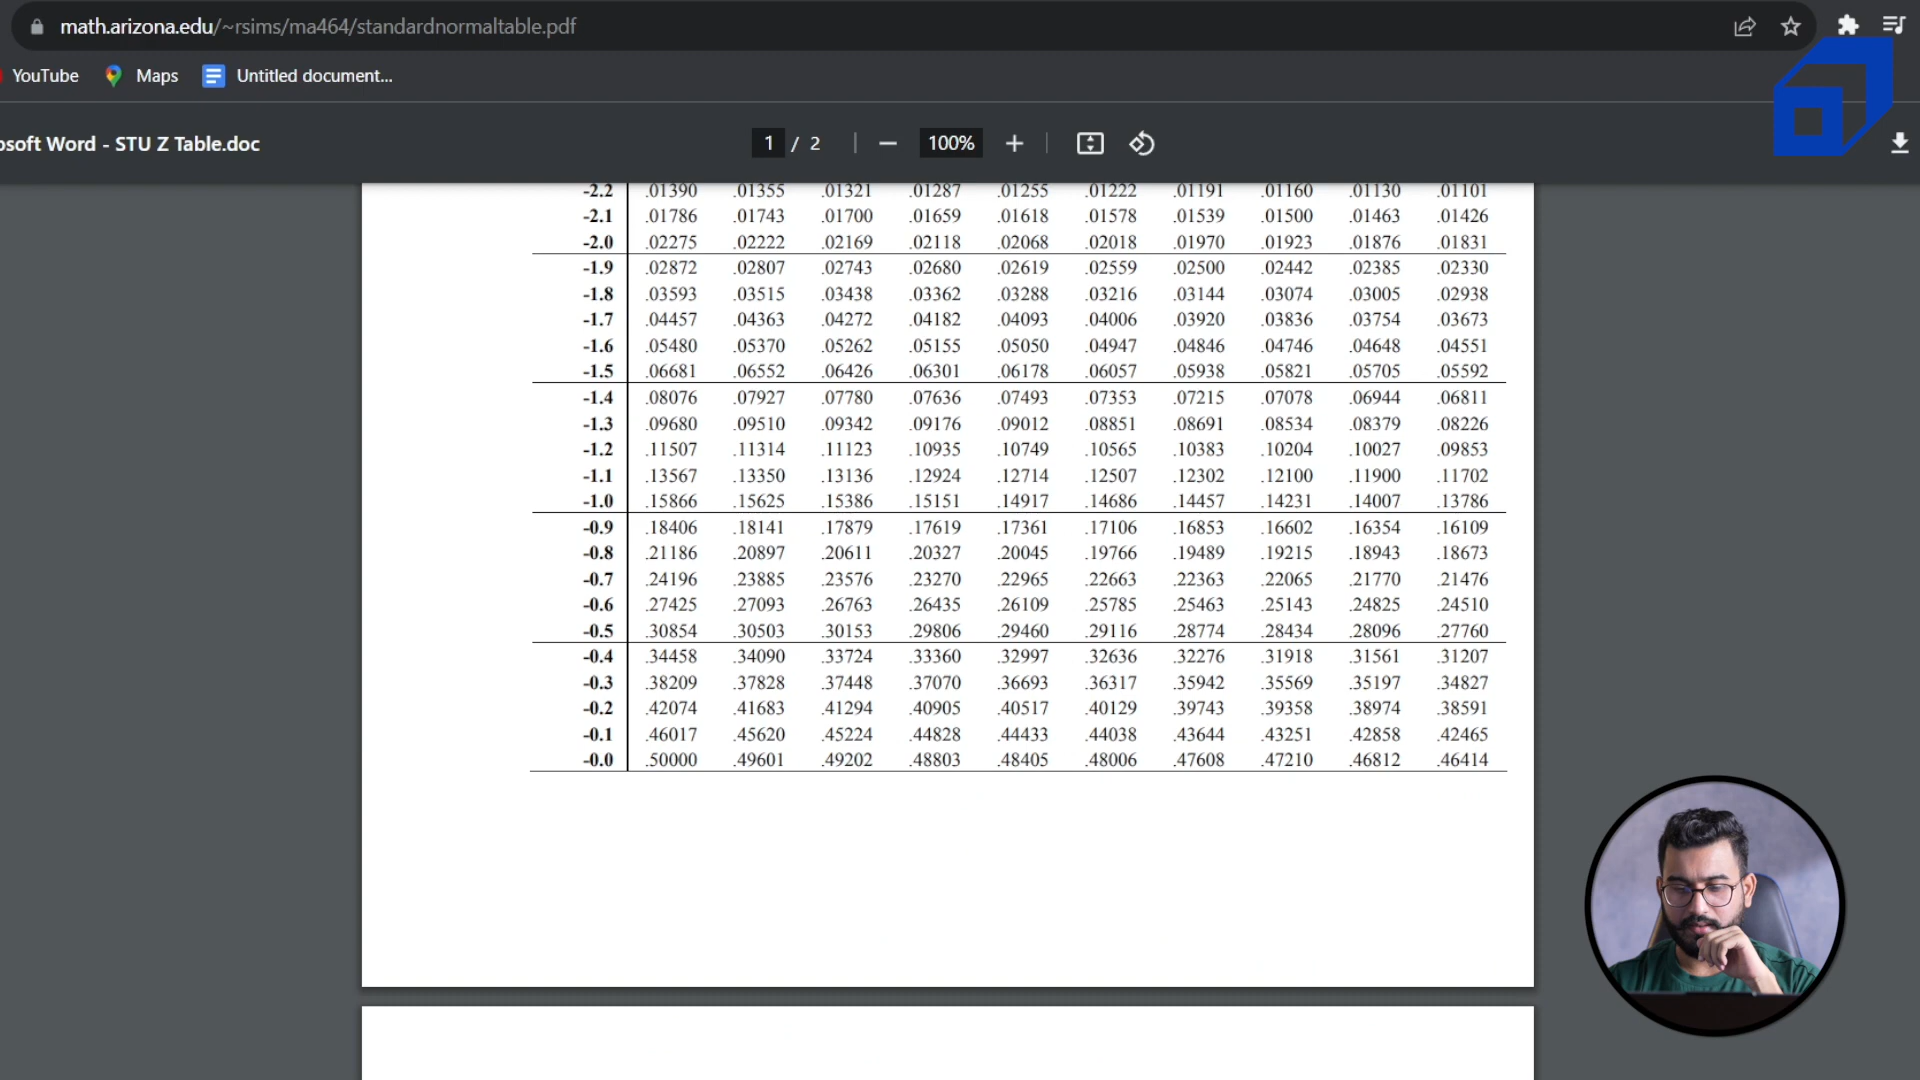 math.arizona.edu/~rsims/ma464/standardnormaltable.pdf
YouTube Maps Untitled document...
osoft Word - STU Z Table.doc 1 / 2 100%
-2.2 .01390 .01355 .01321 .01287 .01255 .01222 .01191 .01160 .01130 .01101
-2.1 .01786 .01743 .01700 .01659 .01618 .01578 .01539 .01500 .01463 .01426
-2.0 .02275 .02222 .02169 .02118 .02068 .02018 .01970 .01923 .01876 .01831
-1.9 .02872 .02807 .02743 .02680 .02619 .02559 .02500 .02442 .02385 .02330
-1.8 .03593 .03515 .03438 .03362 .03288 .03216 .03144 .03074 .03005 .02938
-1.7 .04457 .04363 .04272 .04182 .04093 .04006 .03920 .03836 .03754 .03673
-1.6 .05480 .05370 .05262 .05155 .05050 .04947 .04846 .04746 .04648 .04551
-1.5 .06681 .06552 .06426 .06301 .06178 .06057 .05938 .05821 .05705 .05592
-1.4 .08076 .07927 .07780 .07636 .07493 .07353 .07215 .07078 .06944 .06811
-1.3 .09680 .09510 .09342 .09176 .09012 .08851 .08691 .08534 .08379 .08226
-1.2 .11507 .11314 .11123 .10935 .10749 .10565 .10383 .10204 .10027 .09853
-1.1 .13567 .13350 .13136 .12924 .12714 .12507 .12302 .12100 .11900 .11702
-1.0 .15866 .15625 .15386 .15151 .14917 .14686 .14457 .14231 .14007 .13786
-0.9 .18406 .18141 .17879 .17619 .17361 .17106 .16853 .16602 .16354 .16109
-0.8 .21186 .20897 .20611 .20327 .20045 .19766 .19489 .19215 .18943 .18673
-0.7 .24196 .23885 .23576 .23270 .22965 .22663 .22363 .22065 .21770 .21476
-0.6 .27425 .27093 .26763 .26435 .26109 .25785 .25463 .25143 .24825 .24510
-0.5 .30854 .30503 .30153 .29806 .29460 .29116 .28774 .28434 .28096 .27760
-0.4 .34458 .34090 .33724 .33360 .32997 .32636 .32276 .31918 .31561 .31207
-0.3 .38209 .37828 .37448 .37070 .36693 .36317 .35942 .35569 .35197 .34827
-0.2 .42074 .41683 .41294 .40905 .40517 .40129 .39743 .39358 .38974 .38591
-0.1 .46017 .45620 .45224 .44828 .44433 .44038 .43644 .43251 .42858 .42465
-0.0 .50000 .49601 .49202 .48803 .48405 .48006 .47608 .47210 .46812 .46414